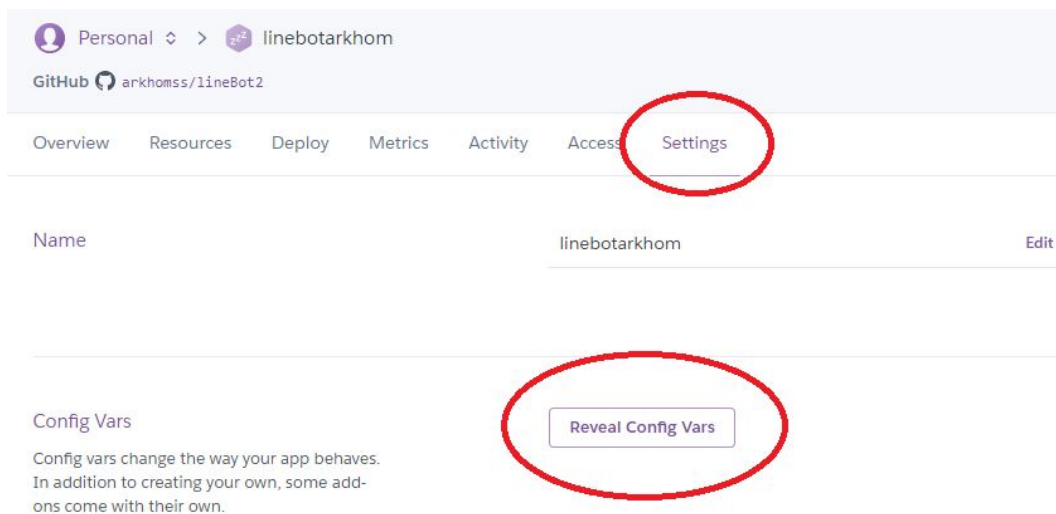 Personal > linebotarkhom
GitHub arkhomss/lineBot2
Overview Resources Deploy Metrics Activity Access Settings
Name linebotarkhom Edit
Config Vars Reveal Config Vars
Config vars change the way your app behaves.
In addition to creating your own, some add-
ons come with their own.